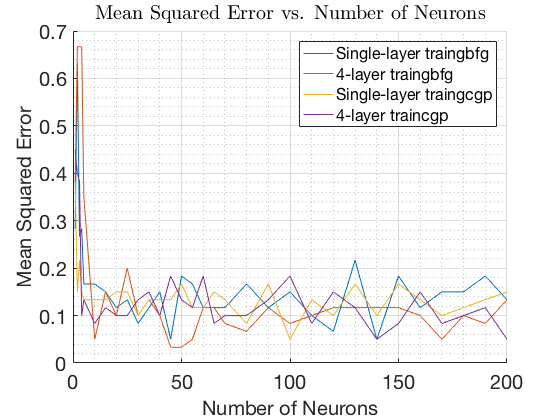 Mean Squared Error vs. Number of Neurons
0.7
0.6
0.5
0.4
0.3
0.2
0.1
0
Mean Squared Error
Single-layer traingbfg
4-layer traingbfg
Single-layer traingcgp
4-layer traincgp
0 50 100 150 200
Number of Neurons